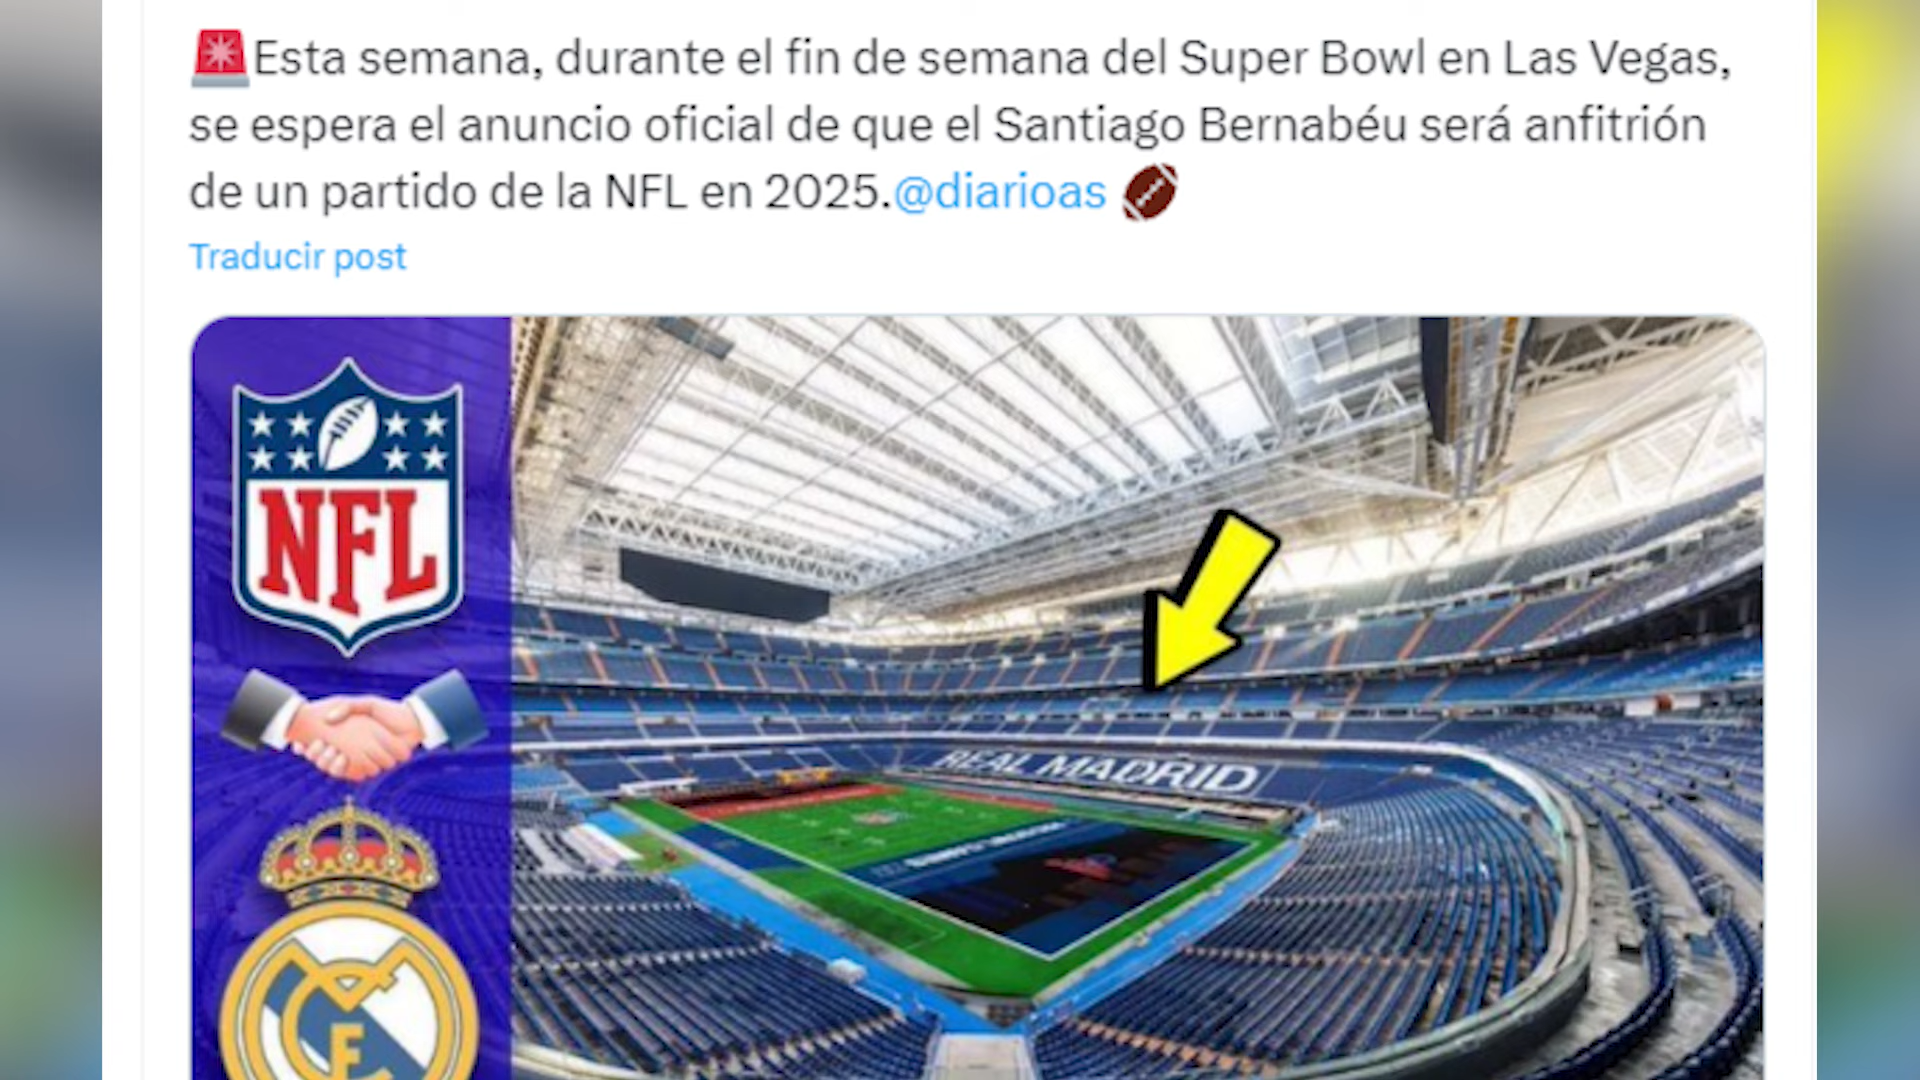 Esta semana, durante el fin de semana del Super Bowl en Las Vegas,
se espera el anuncio oficial de que el Santiago Bernabéu será anfitrión
de un partido de la NFL en 2025.@diarioas
Traducir post
NFL
REAL MADRID